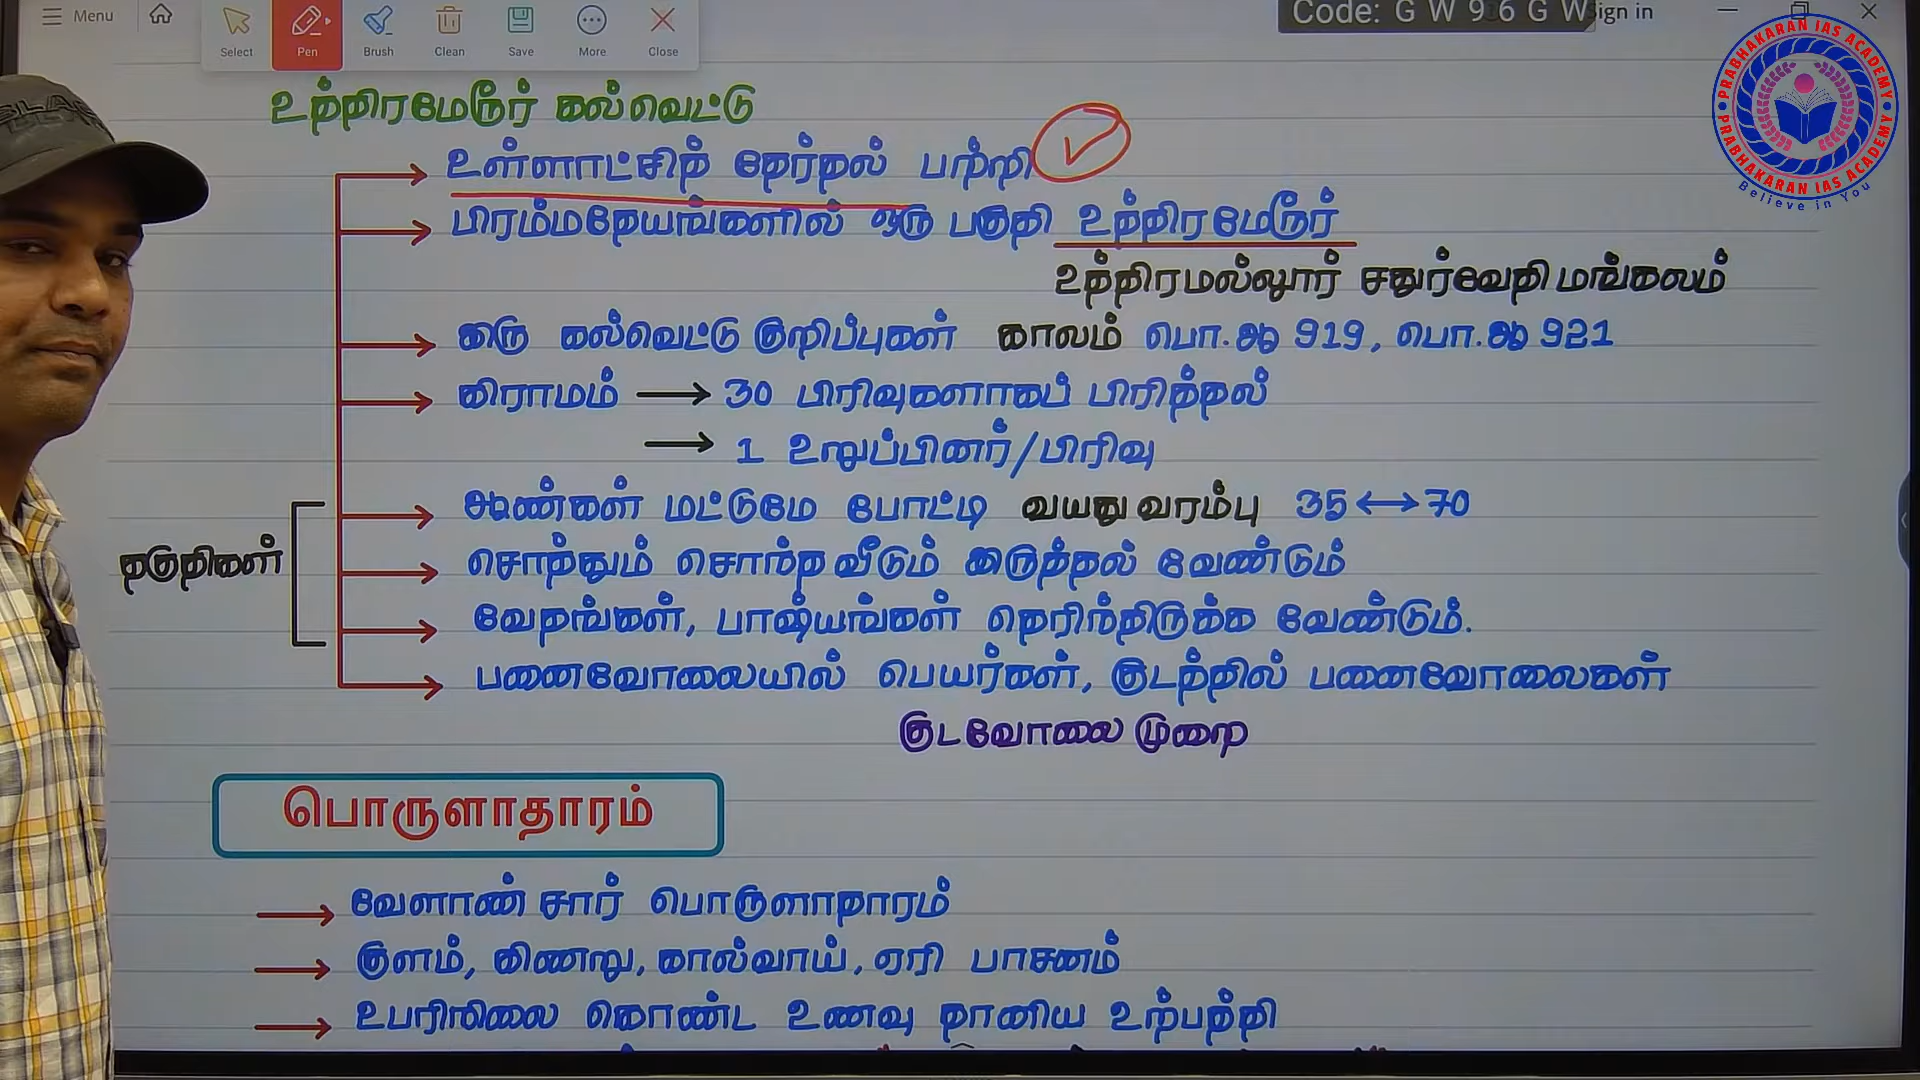 Menu
Select Pen Brush Clean Save More Close
Code: G W 9 6 G W
Sign in
PRABHAKARAN IAS ACADEMY
PRABHAKARAN IAS ACADEMY
Believe in You
உத்திரமேரூர் கல்வெட்டு
உள்ளாட்சித் தேர்தல் பற்றி
பிரம்மதேயங்களில் ஒரு பகுதி உத்திரமேரூர்
உத்திரமல்லூர் சதுர்வேதி மங்கலம்
இரு கல்வெட்டு குறிப்புகள் காலம் பொ.ஆ 919, பொ.ஆ 921
கிராமம் → 30 பிரிவுகளாகப் பிரித்தல்
→ 1 உறுப்பினர்/பிரிவு
ஆண்கள் மட்டுமே போட்டி வயது வரம்பு 35 ↔ 70
தகுதிகள்
சொத்தும் சொந்த வீடும் இருத்தல் வேண்டும்
வேதங்கள், பாஷ்யங்கள் தெரிந்திருக்க வேண்டும்.
பனைவோலையில் பெயர்கள், குடத்தில் பனைவோலைகள்
குடவோலை முறை
பொருளாதாரம்
வேளாண் சார் பொருளாதாரம்
குளம், கிணறு, கால்வாய், ஏரி பாசனம்
உபரிநிலை கொண்ட உணவு தானிய உற்பத்தி